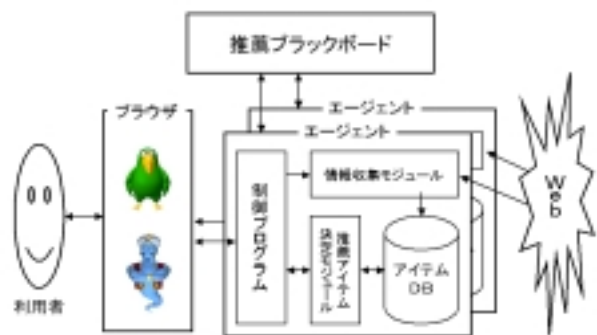 推薦ブラックボード
ブラウザ
エージェント
エージェント
制御プログラム
情報収集モジュール
推薦アイテム
決定モジュール
アイテム
DB
Web
利用者